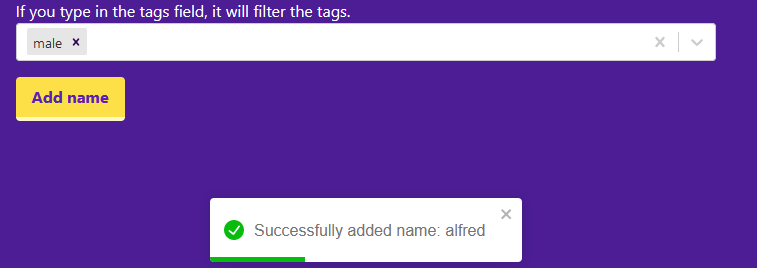 If you type in the tags field, it will filter the tags.
male
Add name
Successfully added name: alfred